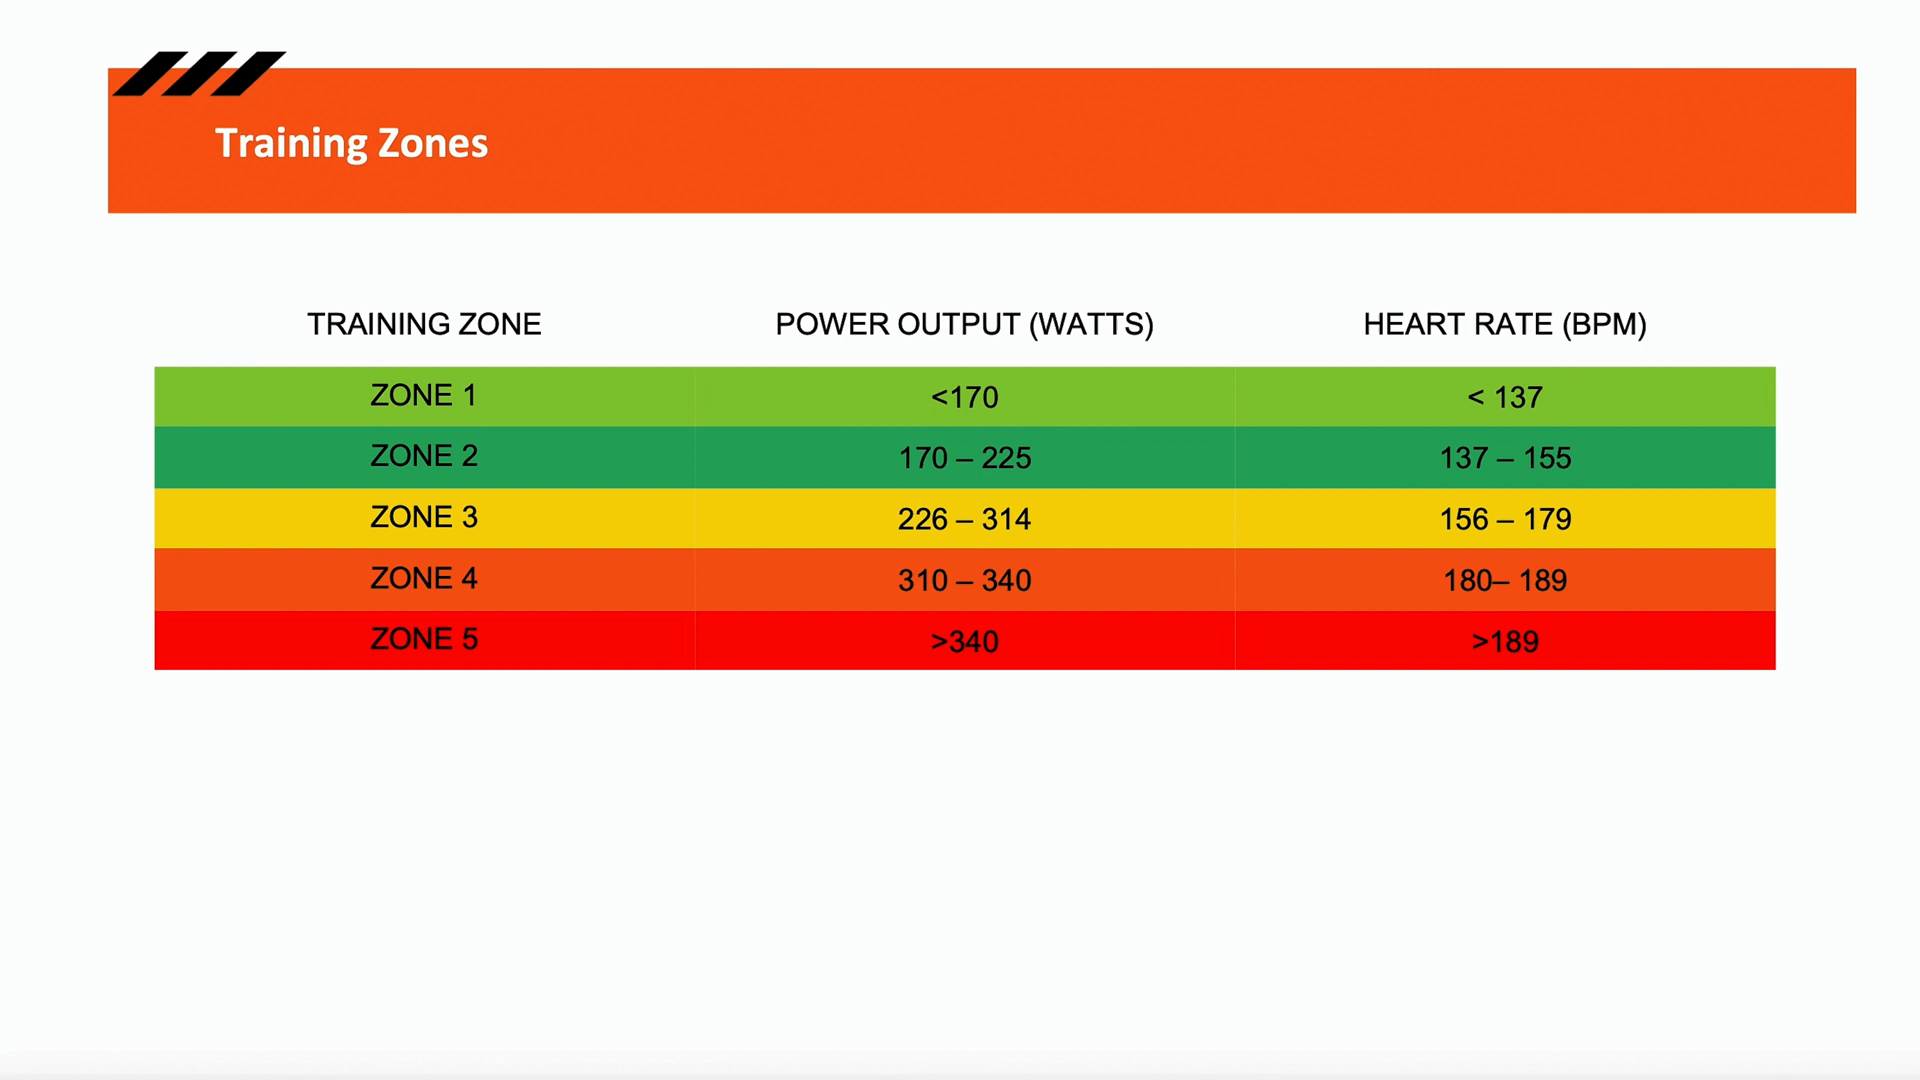 Training Zones
TRAINING ZONE POWER OUTPUT (WATTS) HEART RATE (BPM)
ZONE 1 <170 < 137
ZONE 2 170 – 225 137 – 155
ZONE 3 226 – 314 156 – 179
ZONE 4 310 – 340 180– 189
ZONE 5 >340 >189